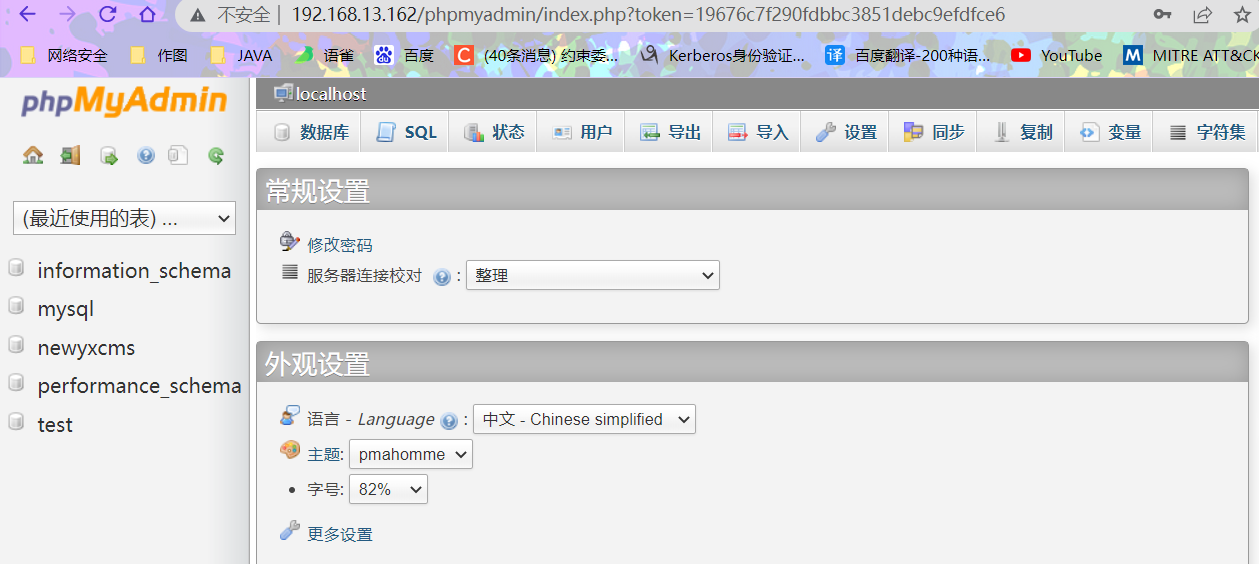 不安全 | 192.168.13.162/phpmyadmin/index.php?token=19676c7f290fdbbc3851debc9efdfce6
网络安全 作图 JAVA 语雀 百度 (40条消息) 约束委... Kerberos身份验证... 百度翻译-200种语... YouTube MITRE ATT&CK
phpMyAdmin
localhost
数据库 SQL 状态 用户 导出 导入 设置 同步 复制 变量 字符集
(最近使用的表) ...
information_schema
mysql
newyxcms
performance_schema
test
常规设置
修改密码
服务器连接校对 : 整理
外观设置
语言 - Language : 中文 - Chinese simplified
主题: pmahomme
字号: 82%
更多设置